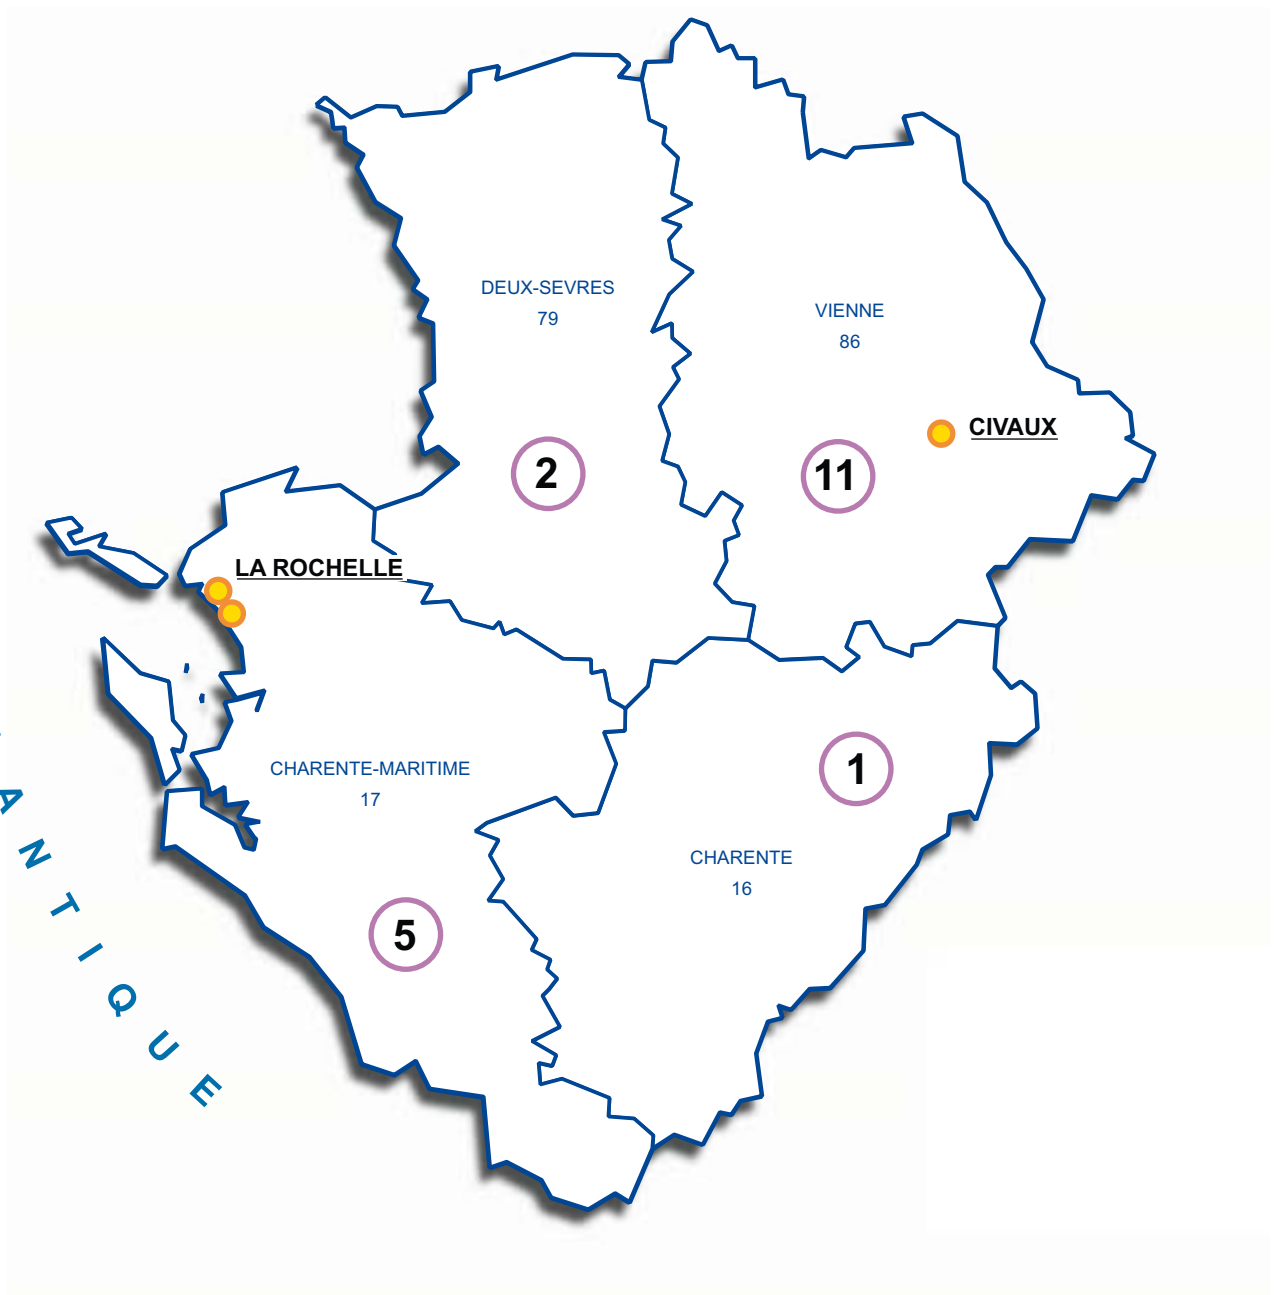 DEUX-SEVRES
79
VIENNE
86
CIVAUX
2
11
LA ROCHELLE
CHARENTE-MARITIME
17
1
CHARENTE
16
5
ANTIQUE